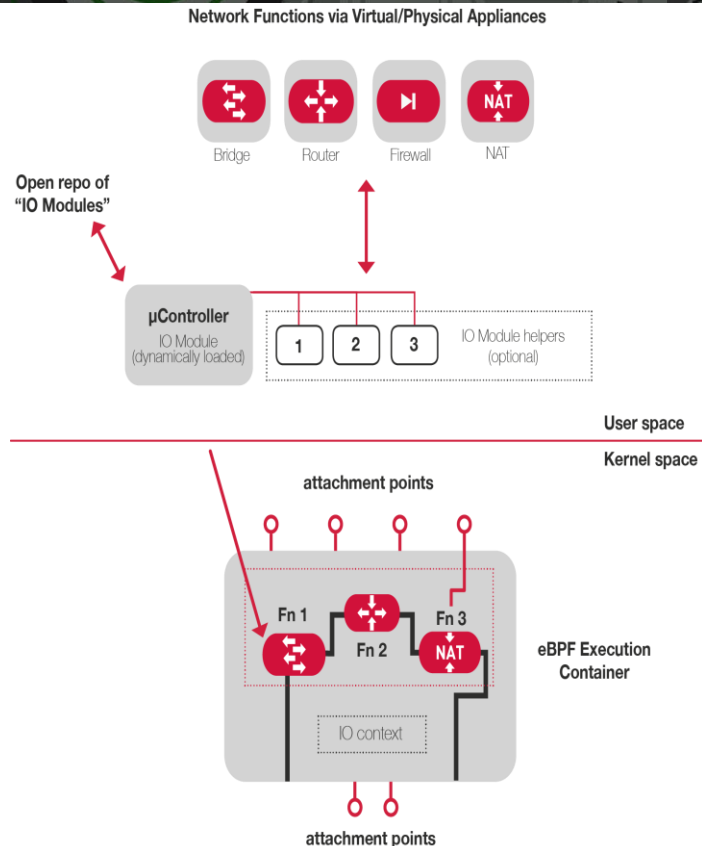 Network Functions via Virtual/Physical Appliances
NAT
Bridge
Router
Firewall
NAT
Open repo of
“IO Modules”
µController
IO Module
(dynamically loaded)
1
2
3
IO Module helpers
(optional)
User space
Kernel space
attachment points
Fn 1
Fn 2
Fn 3
NAT
eBPF Execution
Container
IO context
attachment points